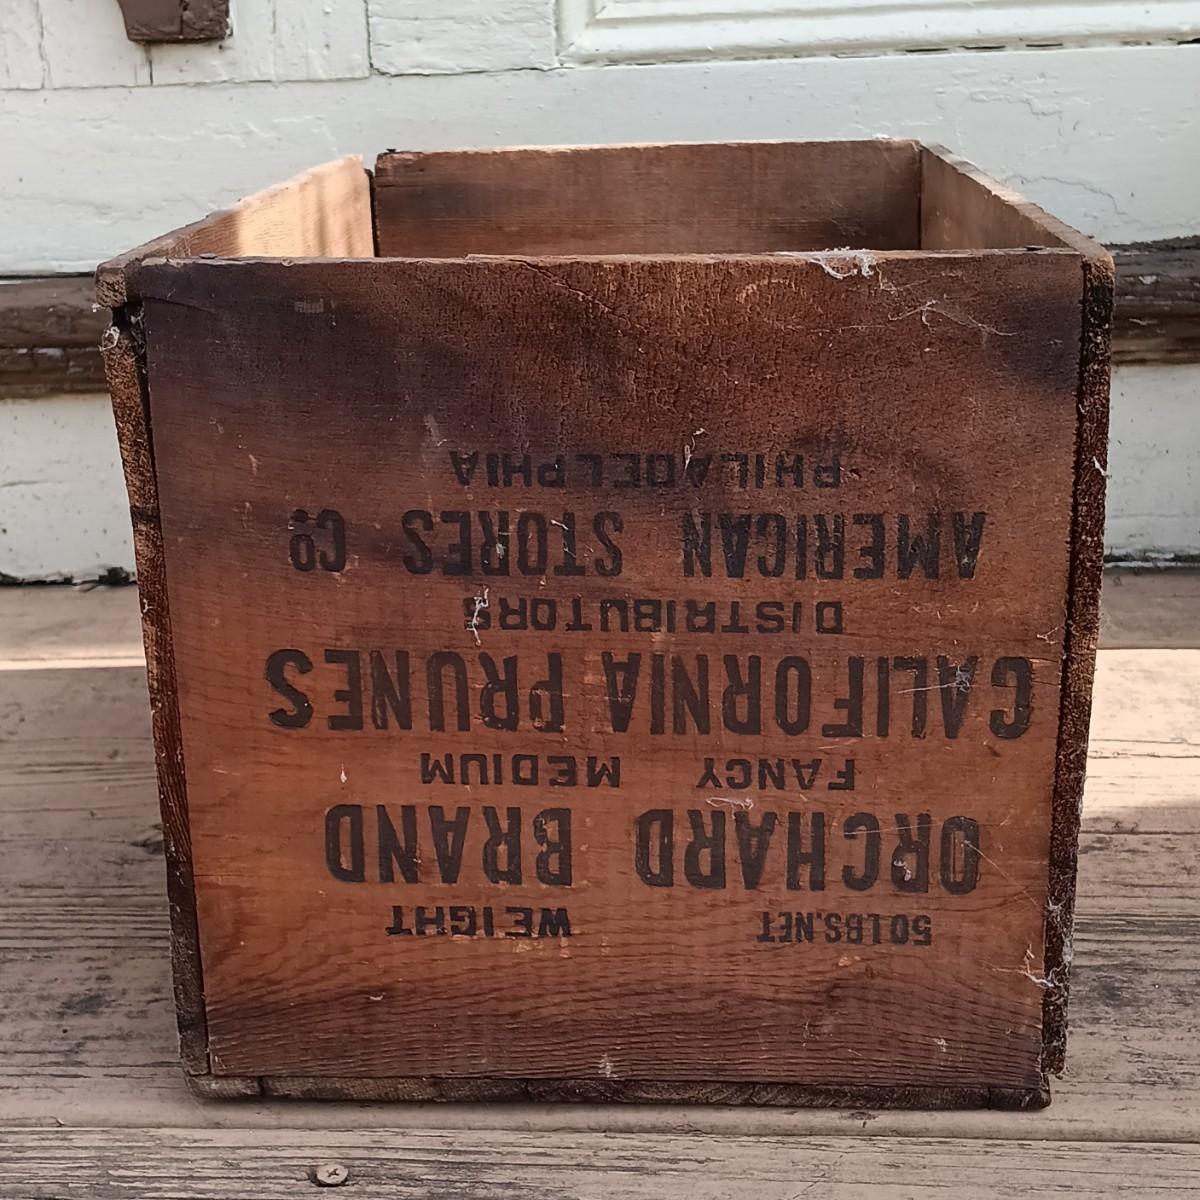 50 LBS. NET WEIGHT
ORCHARD BRAND
FANCY MEDIUM
CALIFORNIA PRUNES
DISTRIBUTORS
AMERICAN STORES CO.
PHILADELPHIA